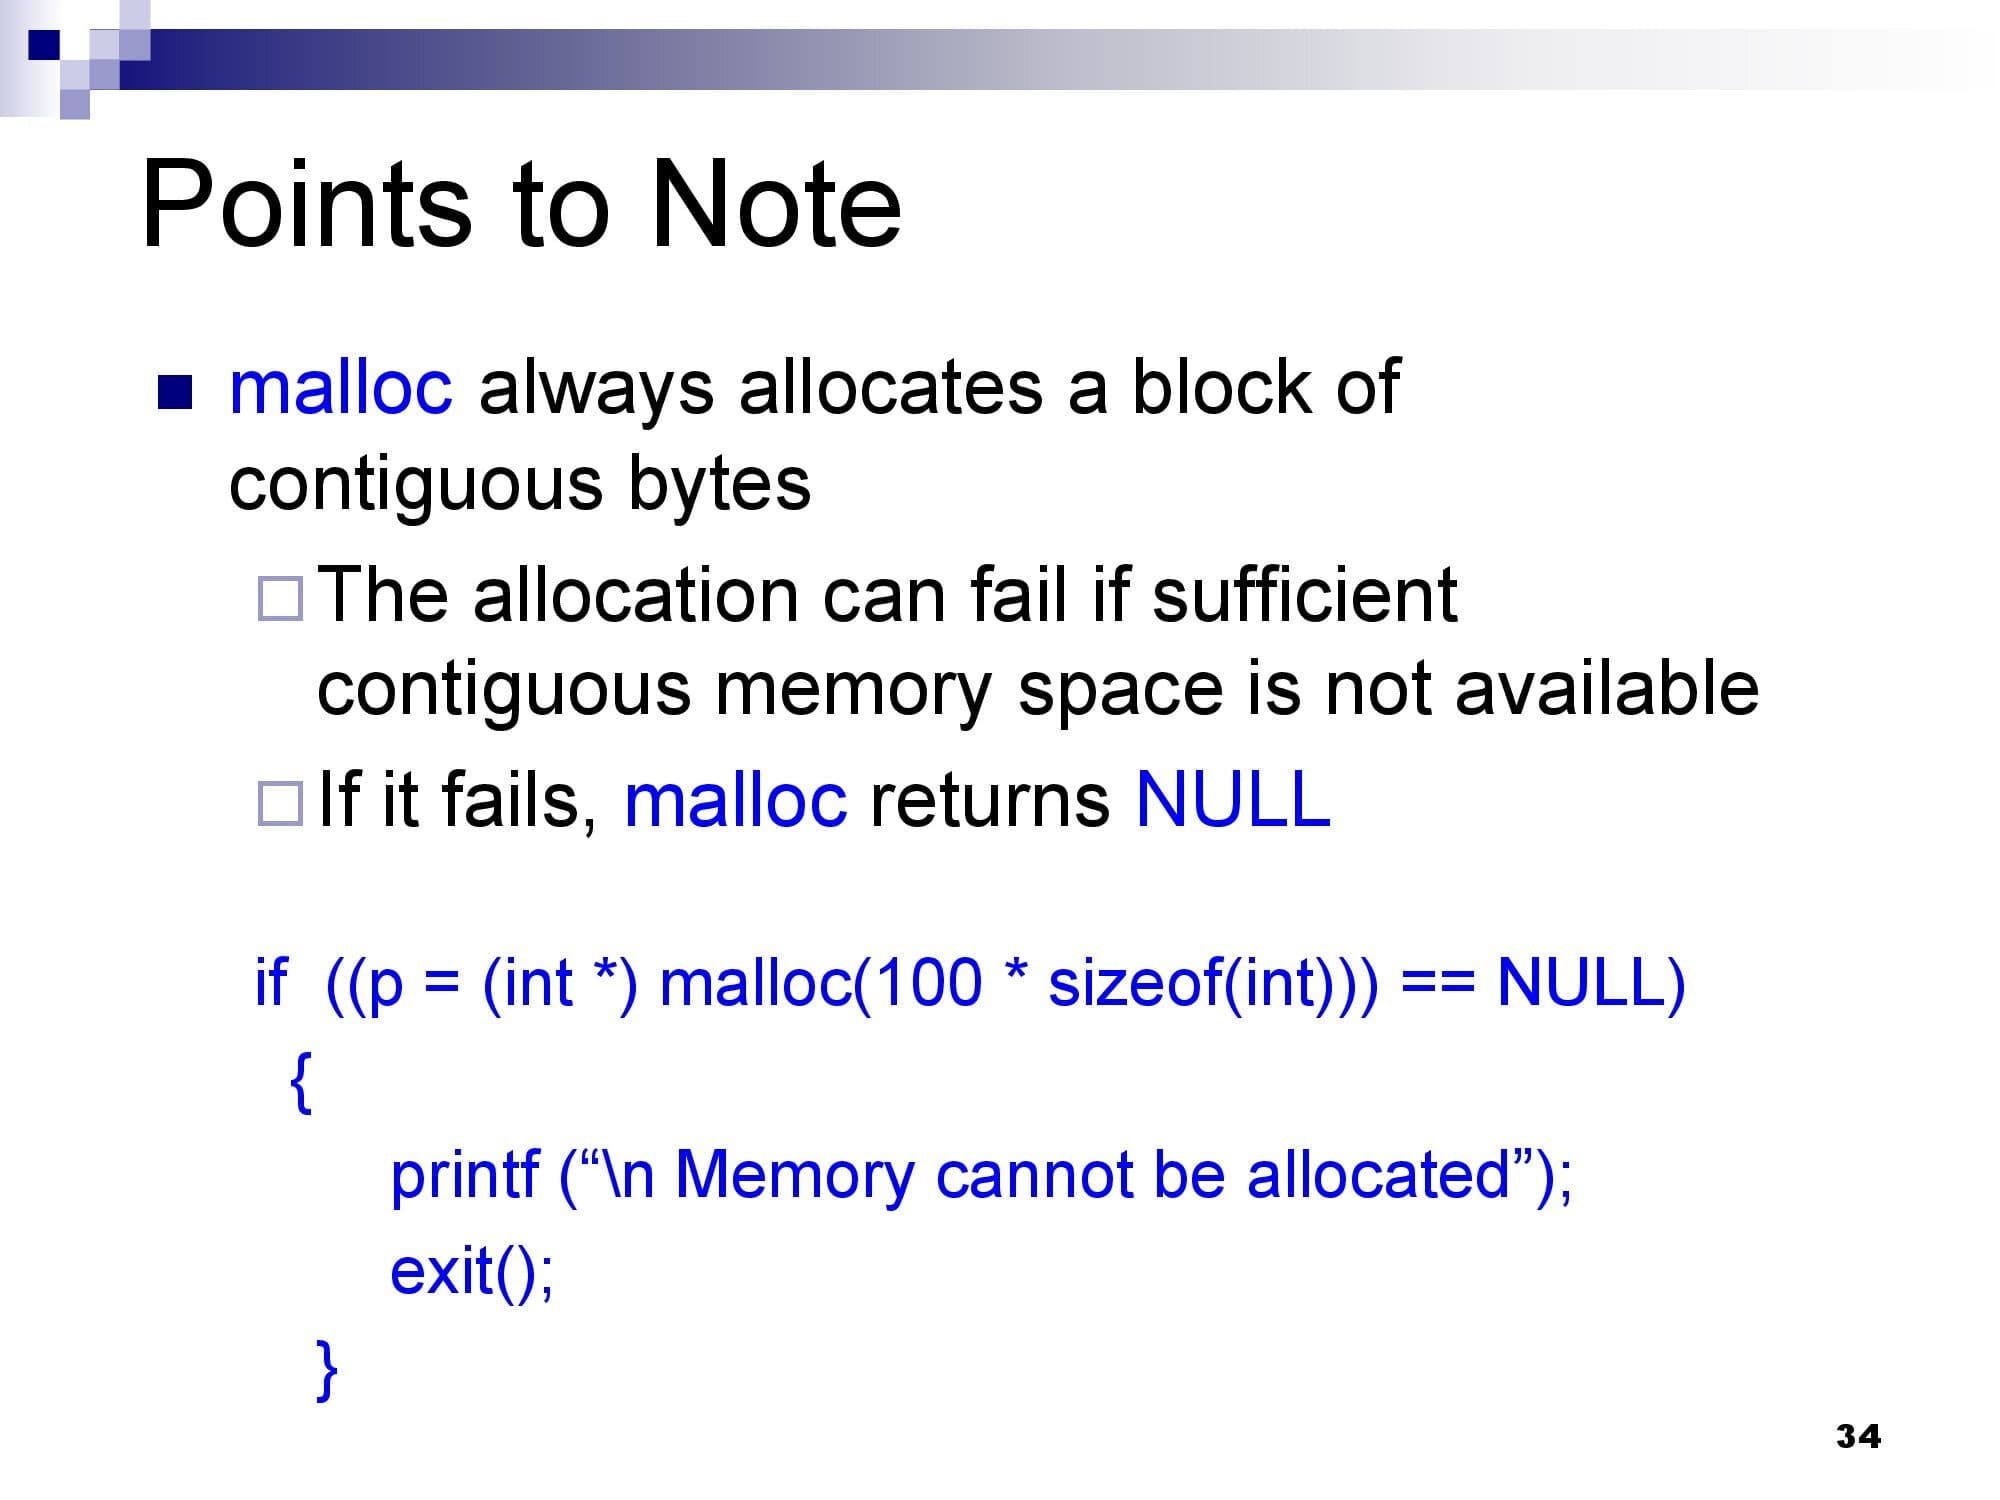 Points to Note
malloc always allocates a block of
contiguous bytes
The allocation can fail if sufficient
contiguous memory space is not available
If it fails, malloc returns NULL
if  ((p = (int *) malloc(100 * sizeof(int))) == NULL)
{
printf (“\n Memory cannot be allocated”);
exit();
}
34